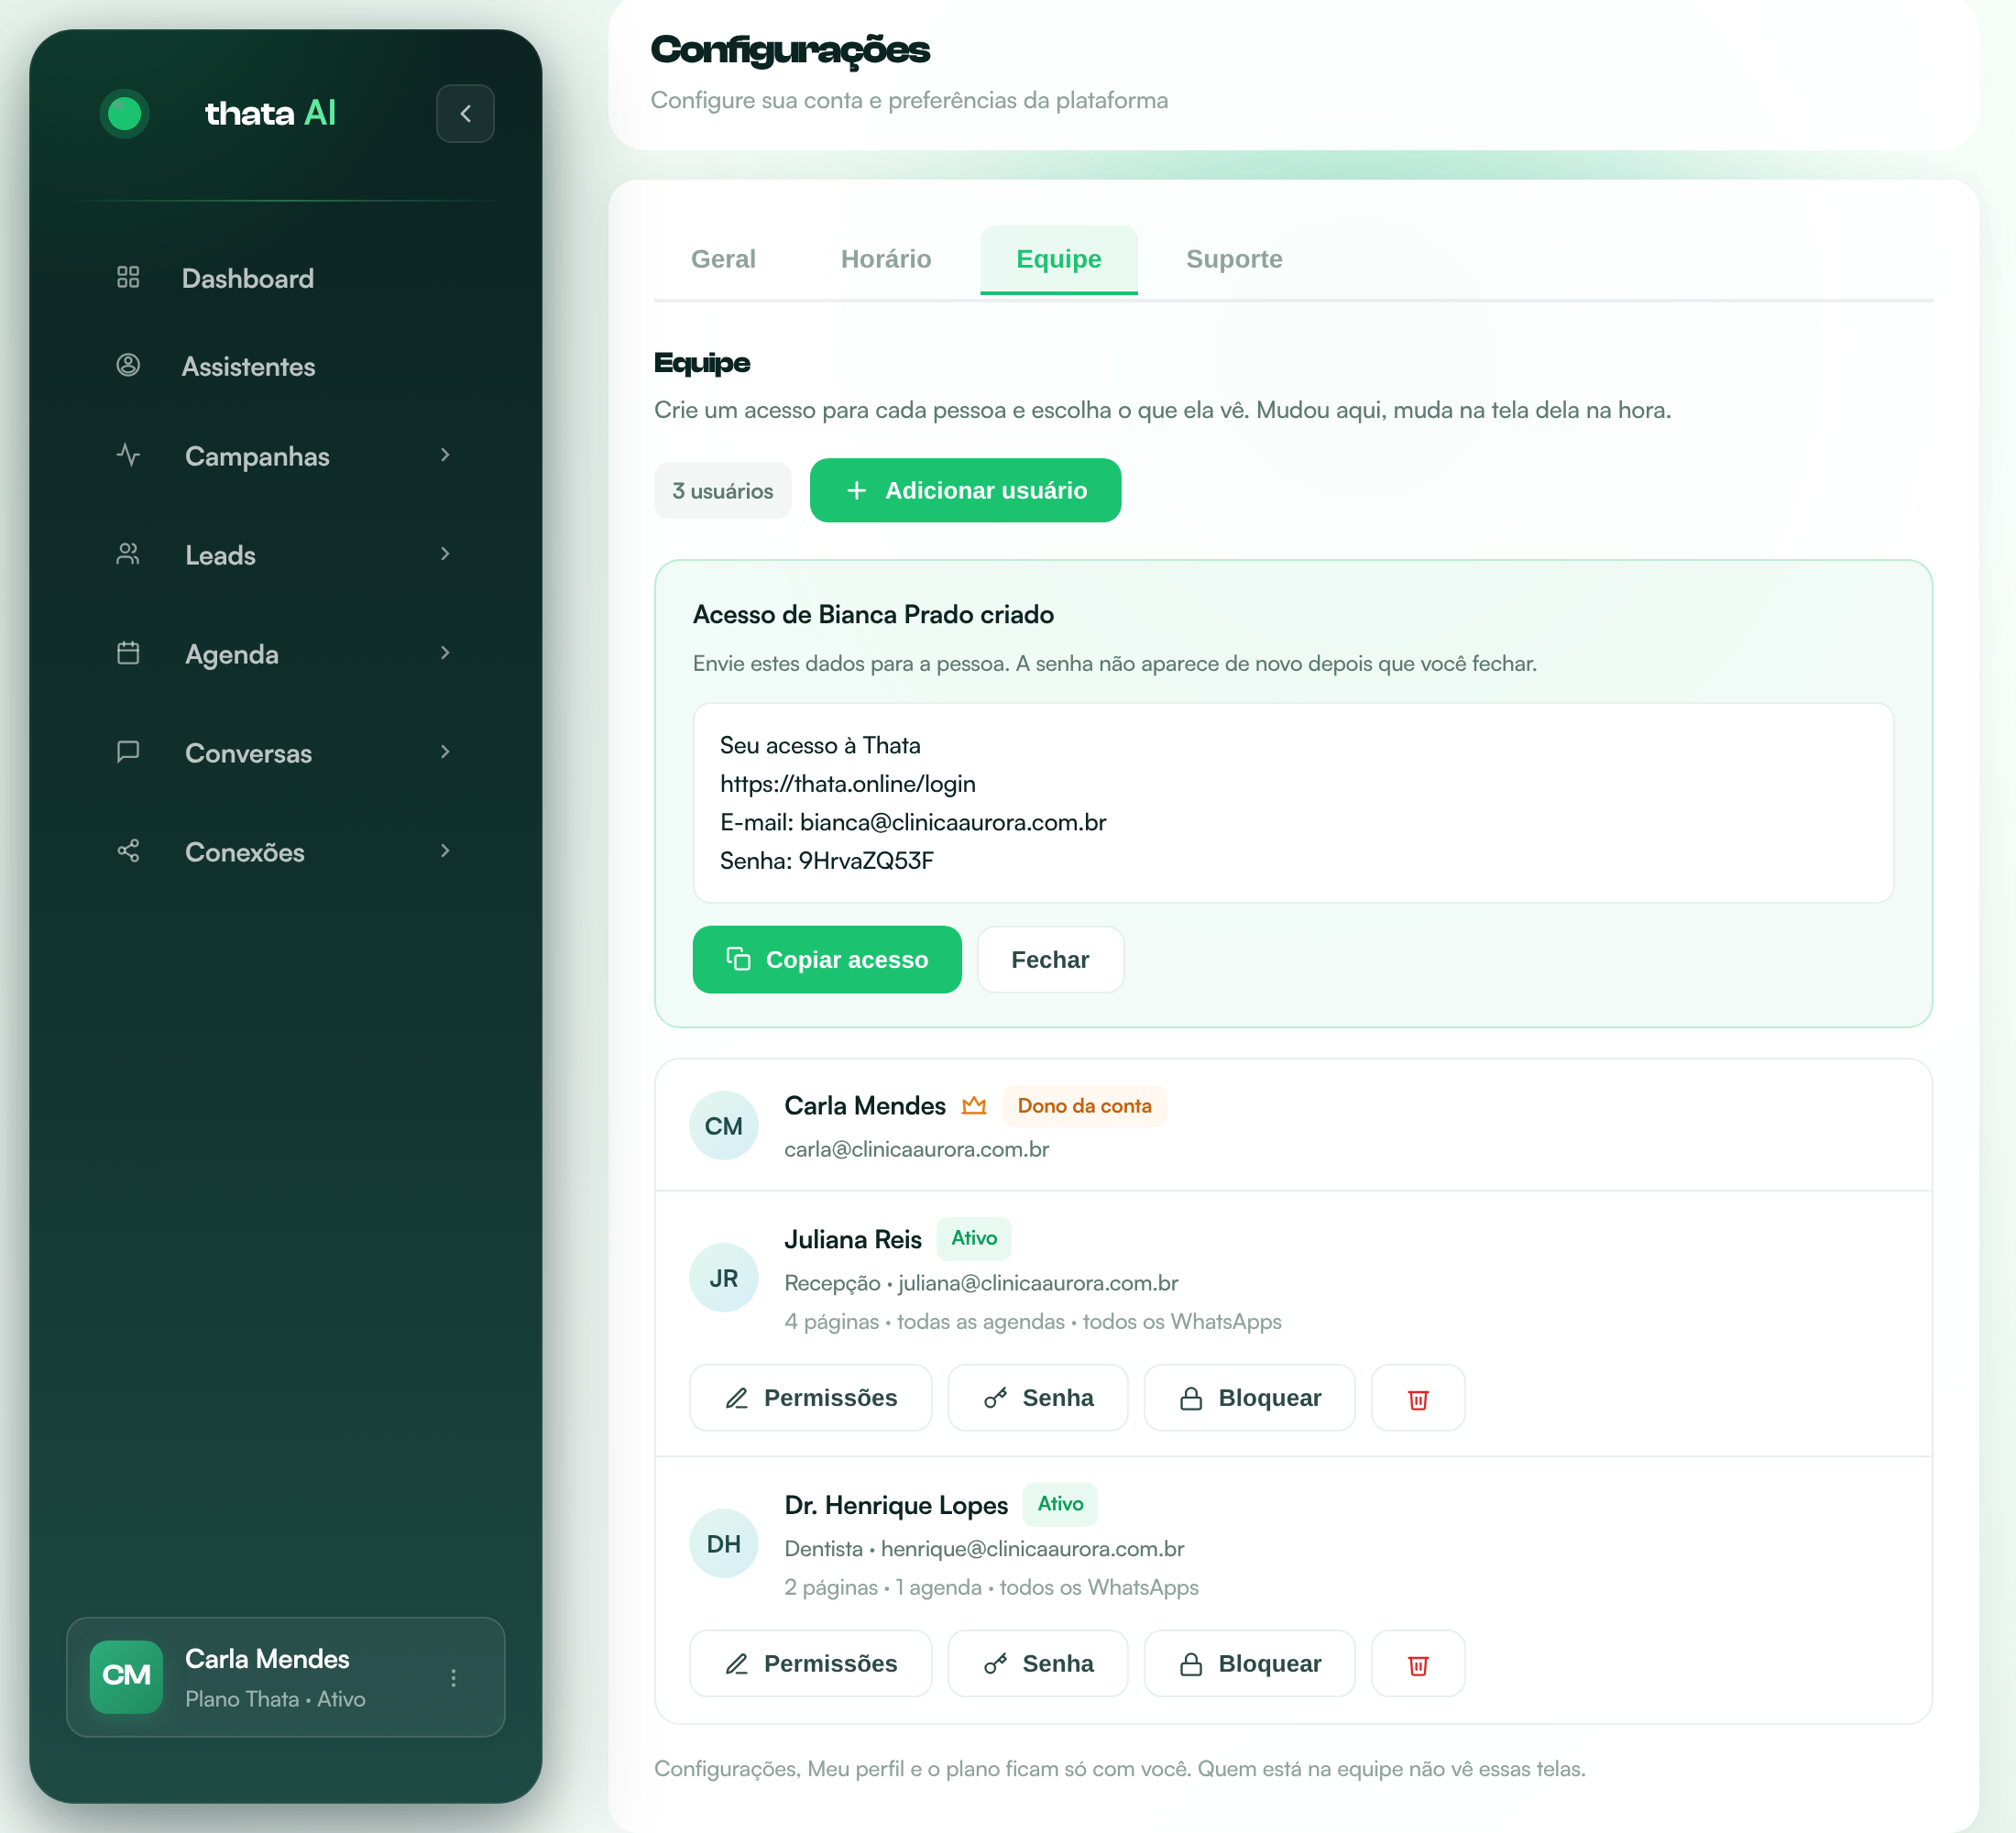 thata AI
Dashboard
Assistentes
Campanhas
Leads
Agenda
Conversas
Conexões
CM
Carla Mendes
Plano Thata • Ativo
Configurações
Configure sua conta e preferências da plataforma
Geral
Horário
Equipe
Suporte
Equipe
Crie um acesso para cada pessoa e escolha o que ela vê. Mudou aqui, muda na tela dela na hora.
3 usuários
Adicionar usuário
Acesso de Bianca Prado criado
Envie estes dados para a pessoa. A senha não aparece de novo depois que você fechar.
Seu acesso à Thata
https://thata.online/login
E-mail: bianca@clinicaaurora.com.br
Senha: 9HrvaZQ53F
Copiar acesso
Fechar
CM
Carla Mendes
Dono da conta
carla@clinicaaurora.com.br
JR
Juliana Reis
Ativo
Recepção • juliana@clinicaaurora.com.br
4 páginas • todas as agendas • todos os WhatsApps
Permissões
Senha
Bloquear
DH
Dr. Henrique Lopes
Ativo
Dentista • henrique@clinicaaurora.com.br
2 páginas • 1 agenda • todos os WhatsApps
Permissões
Senha
Bloquear
Configurações, Meu perfil e o plano ficam só com você. Quem está na equipe não vê essas telas.